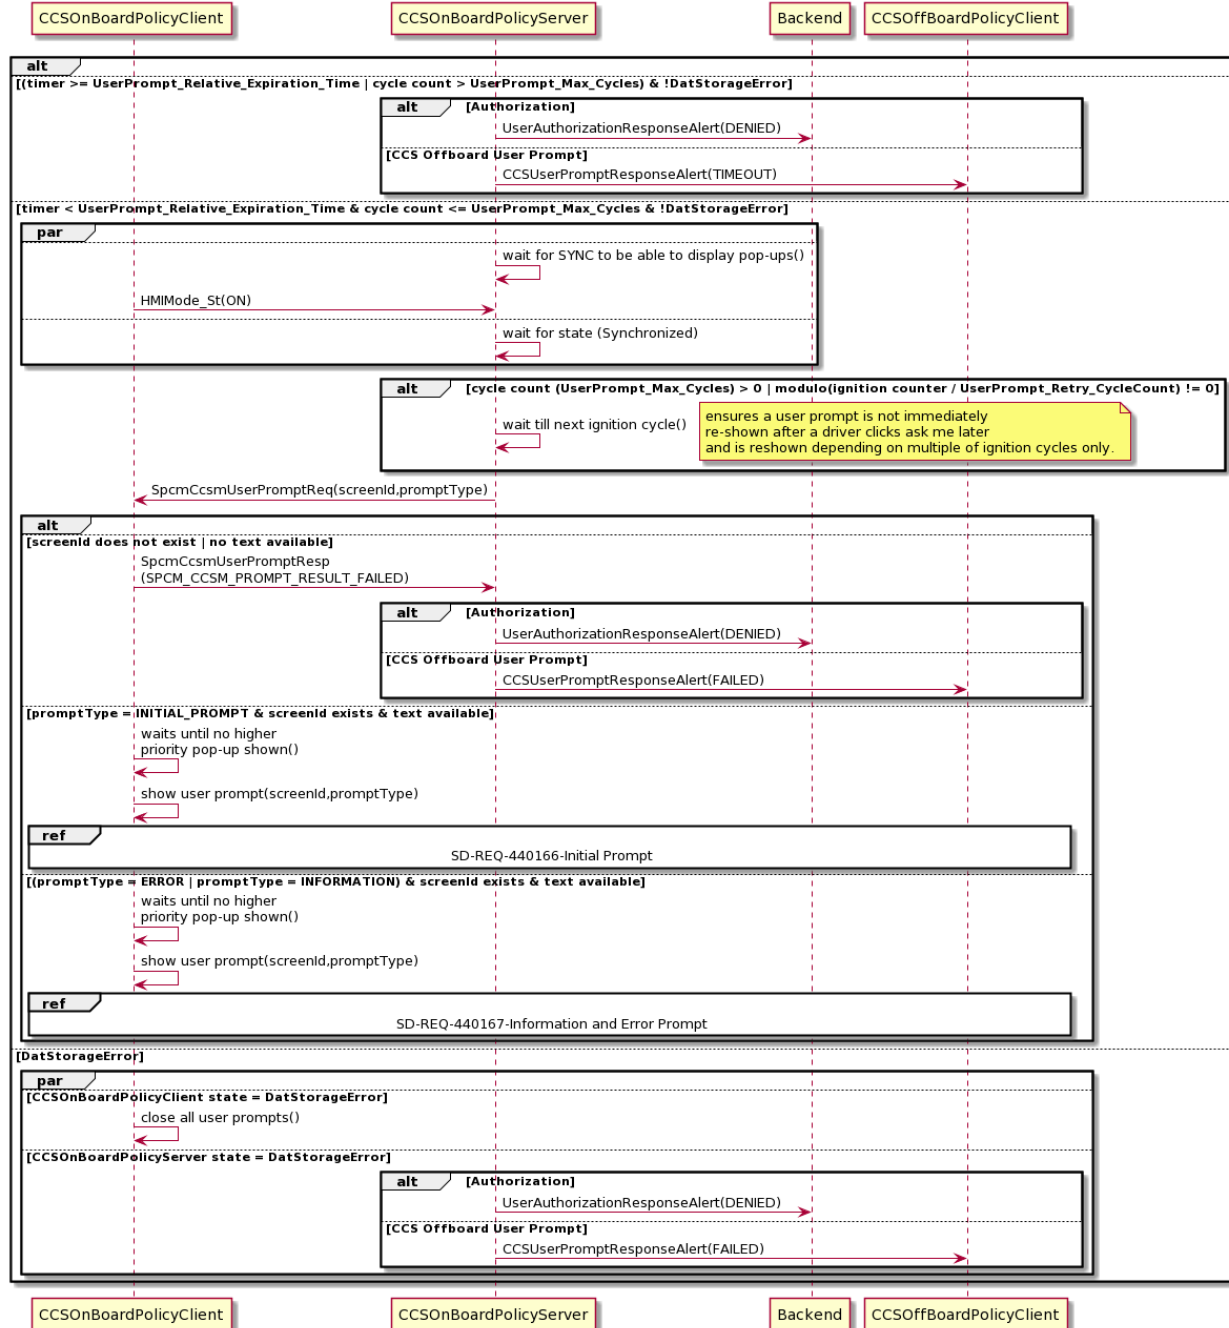 CCSOnBoardPolicyClient
CCSOnBoardPolicyServer
Backend
CCSOffBoardPolicyClient
alt
[(timer >= UserPrompt_Relative_Expiration_Time | cycle count > UserPrompt_Max_Cycles) & !DatStorageError]
alt [Authorization]
UserAuthorizationResponseAlert(DENIED)
[CCS Offboard User Prompt]
CCSUserPromptResponseAlert(TIMEOUT)
[timer < UserPrompt_Relative_Expiration_Time & cycle count <= UserPrompt_Max_Cycles & !DatStorageError]
par
wait for SYNC to be able to display pop-ups()
HMIMode_St(ON)
wait for state (Synchronized)
alt [cycle count (UserPrompt_Max_Cycles) > 0 | modulo(ignition counter / UserPrompt_Retry_CycleCount) != 0]
wait till next ignition cycle()
ensures a user prompt is not immediately
re-shown after a driver clicks ask me later
and is reshown depending on multiple of ignition cycles only.
SpcmCcsmUserPromptReq(screenId,promptType)
alt
[screenId does not exist | no text available]
SpcmCcsmUserPromptResp
(SPCM_CCSM_PROMPT_RESULT_FAILED)
alt [Authorization]
UserAuthorizationResponseAlert(DENIED)
[CCS Offboard User Prompt]
CCSUserPromptResponseAlert(FAILED)
[promptType = INITIAL_PROMPT & screenId exists & text available]
waits until no higher
priority pop-up shown()
show user prompt(screenId,promptType)
ref
SD-REQ-440166-Initial Prompt
[(promptType = ERROR | promptType = INFORMATION) & screenId exists & text available]
waits until no higher
priority pop-up shown()
show user prompt(screenId,promptType)
ref
SD-REQ-440167-Information and Error Prompt
[DatStorageError]
par
[CCSOnBoardPolicyClient state = DatStorageError]
close all user prompts()
[CCSOnBoardPolicyServer state = DatStorageError]
alt [Authorization]
UserAuthorizationResponseAlert(DENIED)
[CCS Offboard User Prompt]
CCSUserPromptResponseAlert(FAILED)
CCSOnBoardPolicyClient
CCSOnBoardPolicyServer
Backend
CCSOffBoardPolicyClient